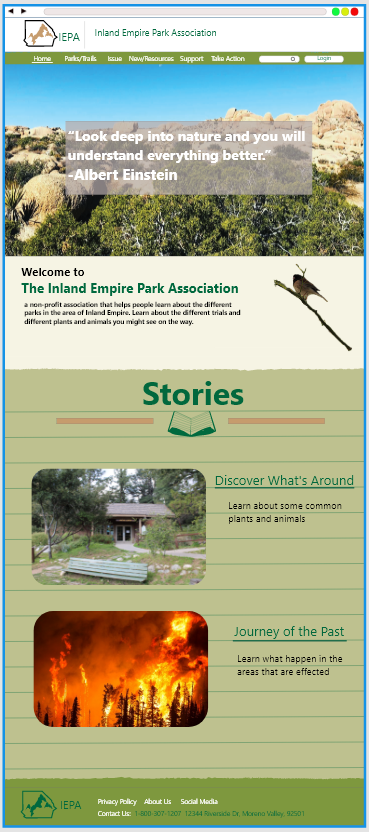 IEPA
Inland Empire Park Association
Home Parks/Trails Issue New/Resources Support Take Action Login
“Look deep into nature and you will
understand everything better.”
-Albert Einstein
Welcome to
The Inland Empire Park Association
a non-profit association that helps people learn about the different
parks in the area of Inland Empire. Learn about the different trials and
different plants and animals you might see on the way.
Stories
Discover What's Around
Learn about some common
plants and animals
Journey of the Past
Learn what happen in the
areas that are effected
IEPA
Privacy Policy About Us Social Media
Contact Us: 1-800-307-1207 12344 Riverside Dr, Moreno Valley, 92501